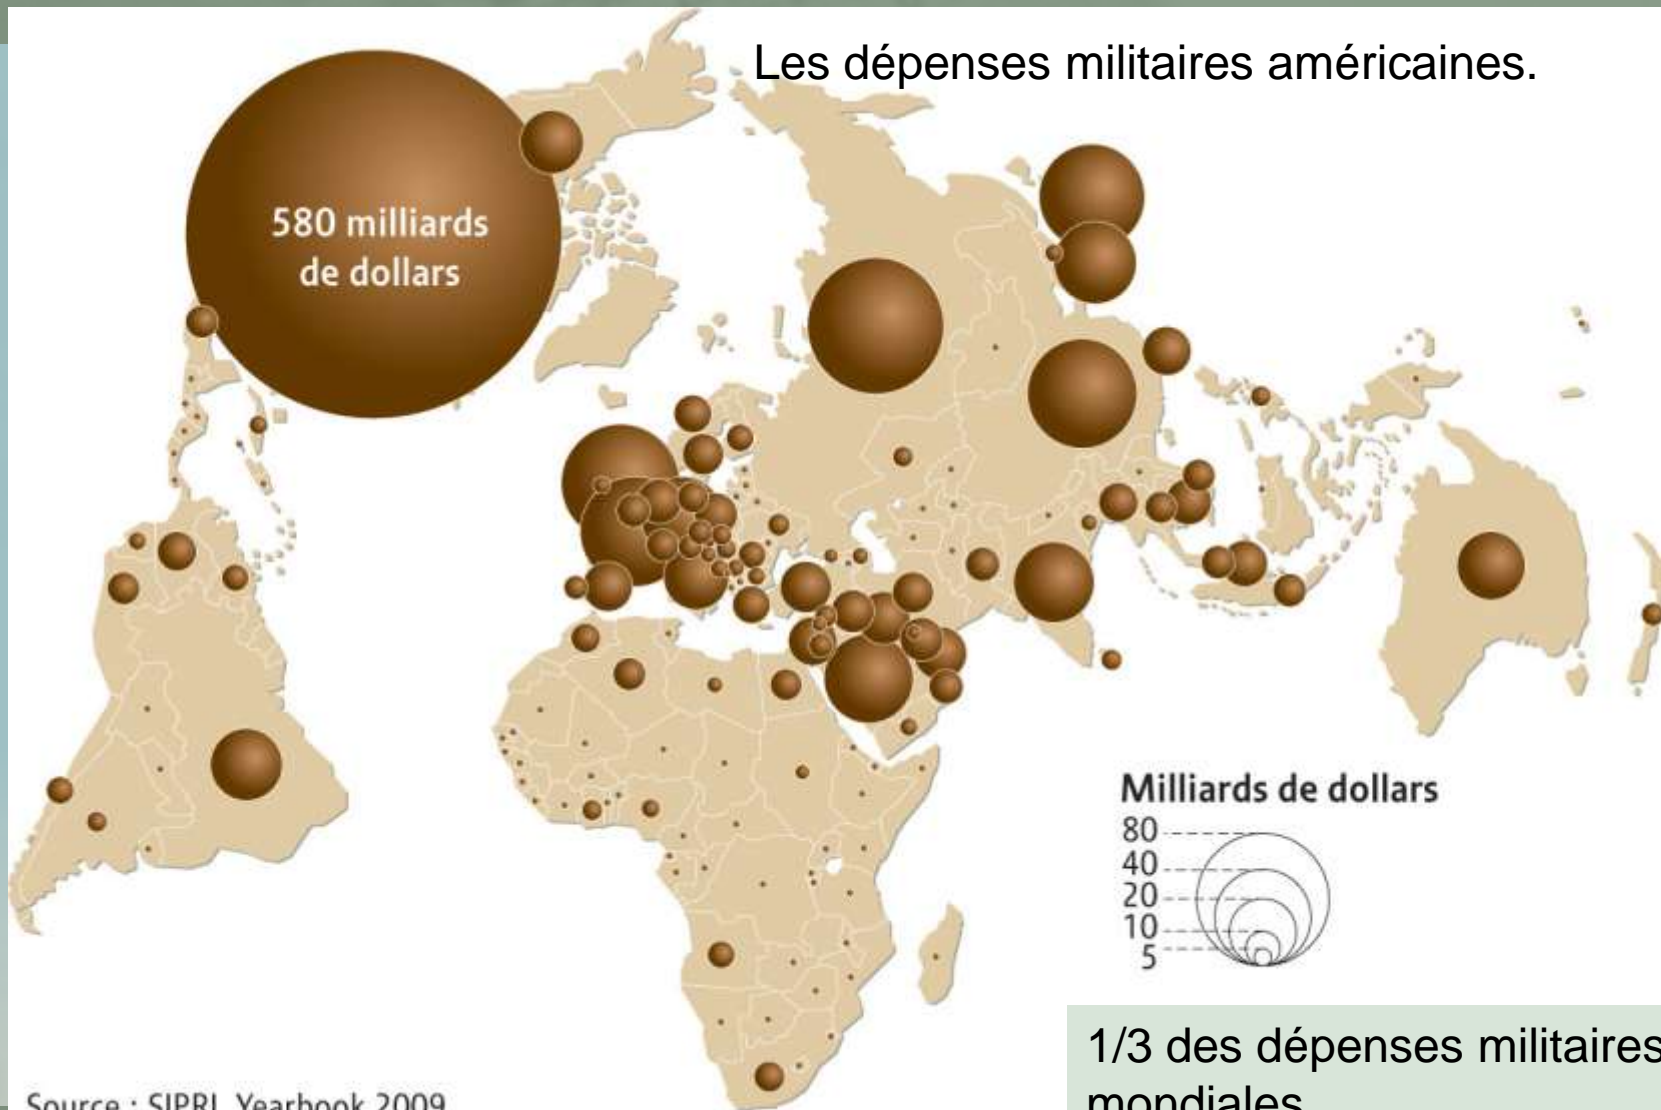 Les dépenses militaires américaines.
580 milliards
de dollars
Milliards de dollars
80
40
20
10
5
1/3 des dépenses militaires
mondiales
Source : SIPRI, Yearbook 2009